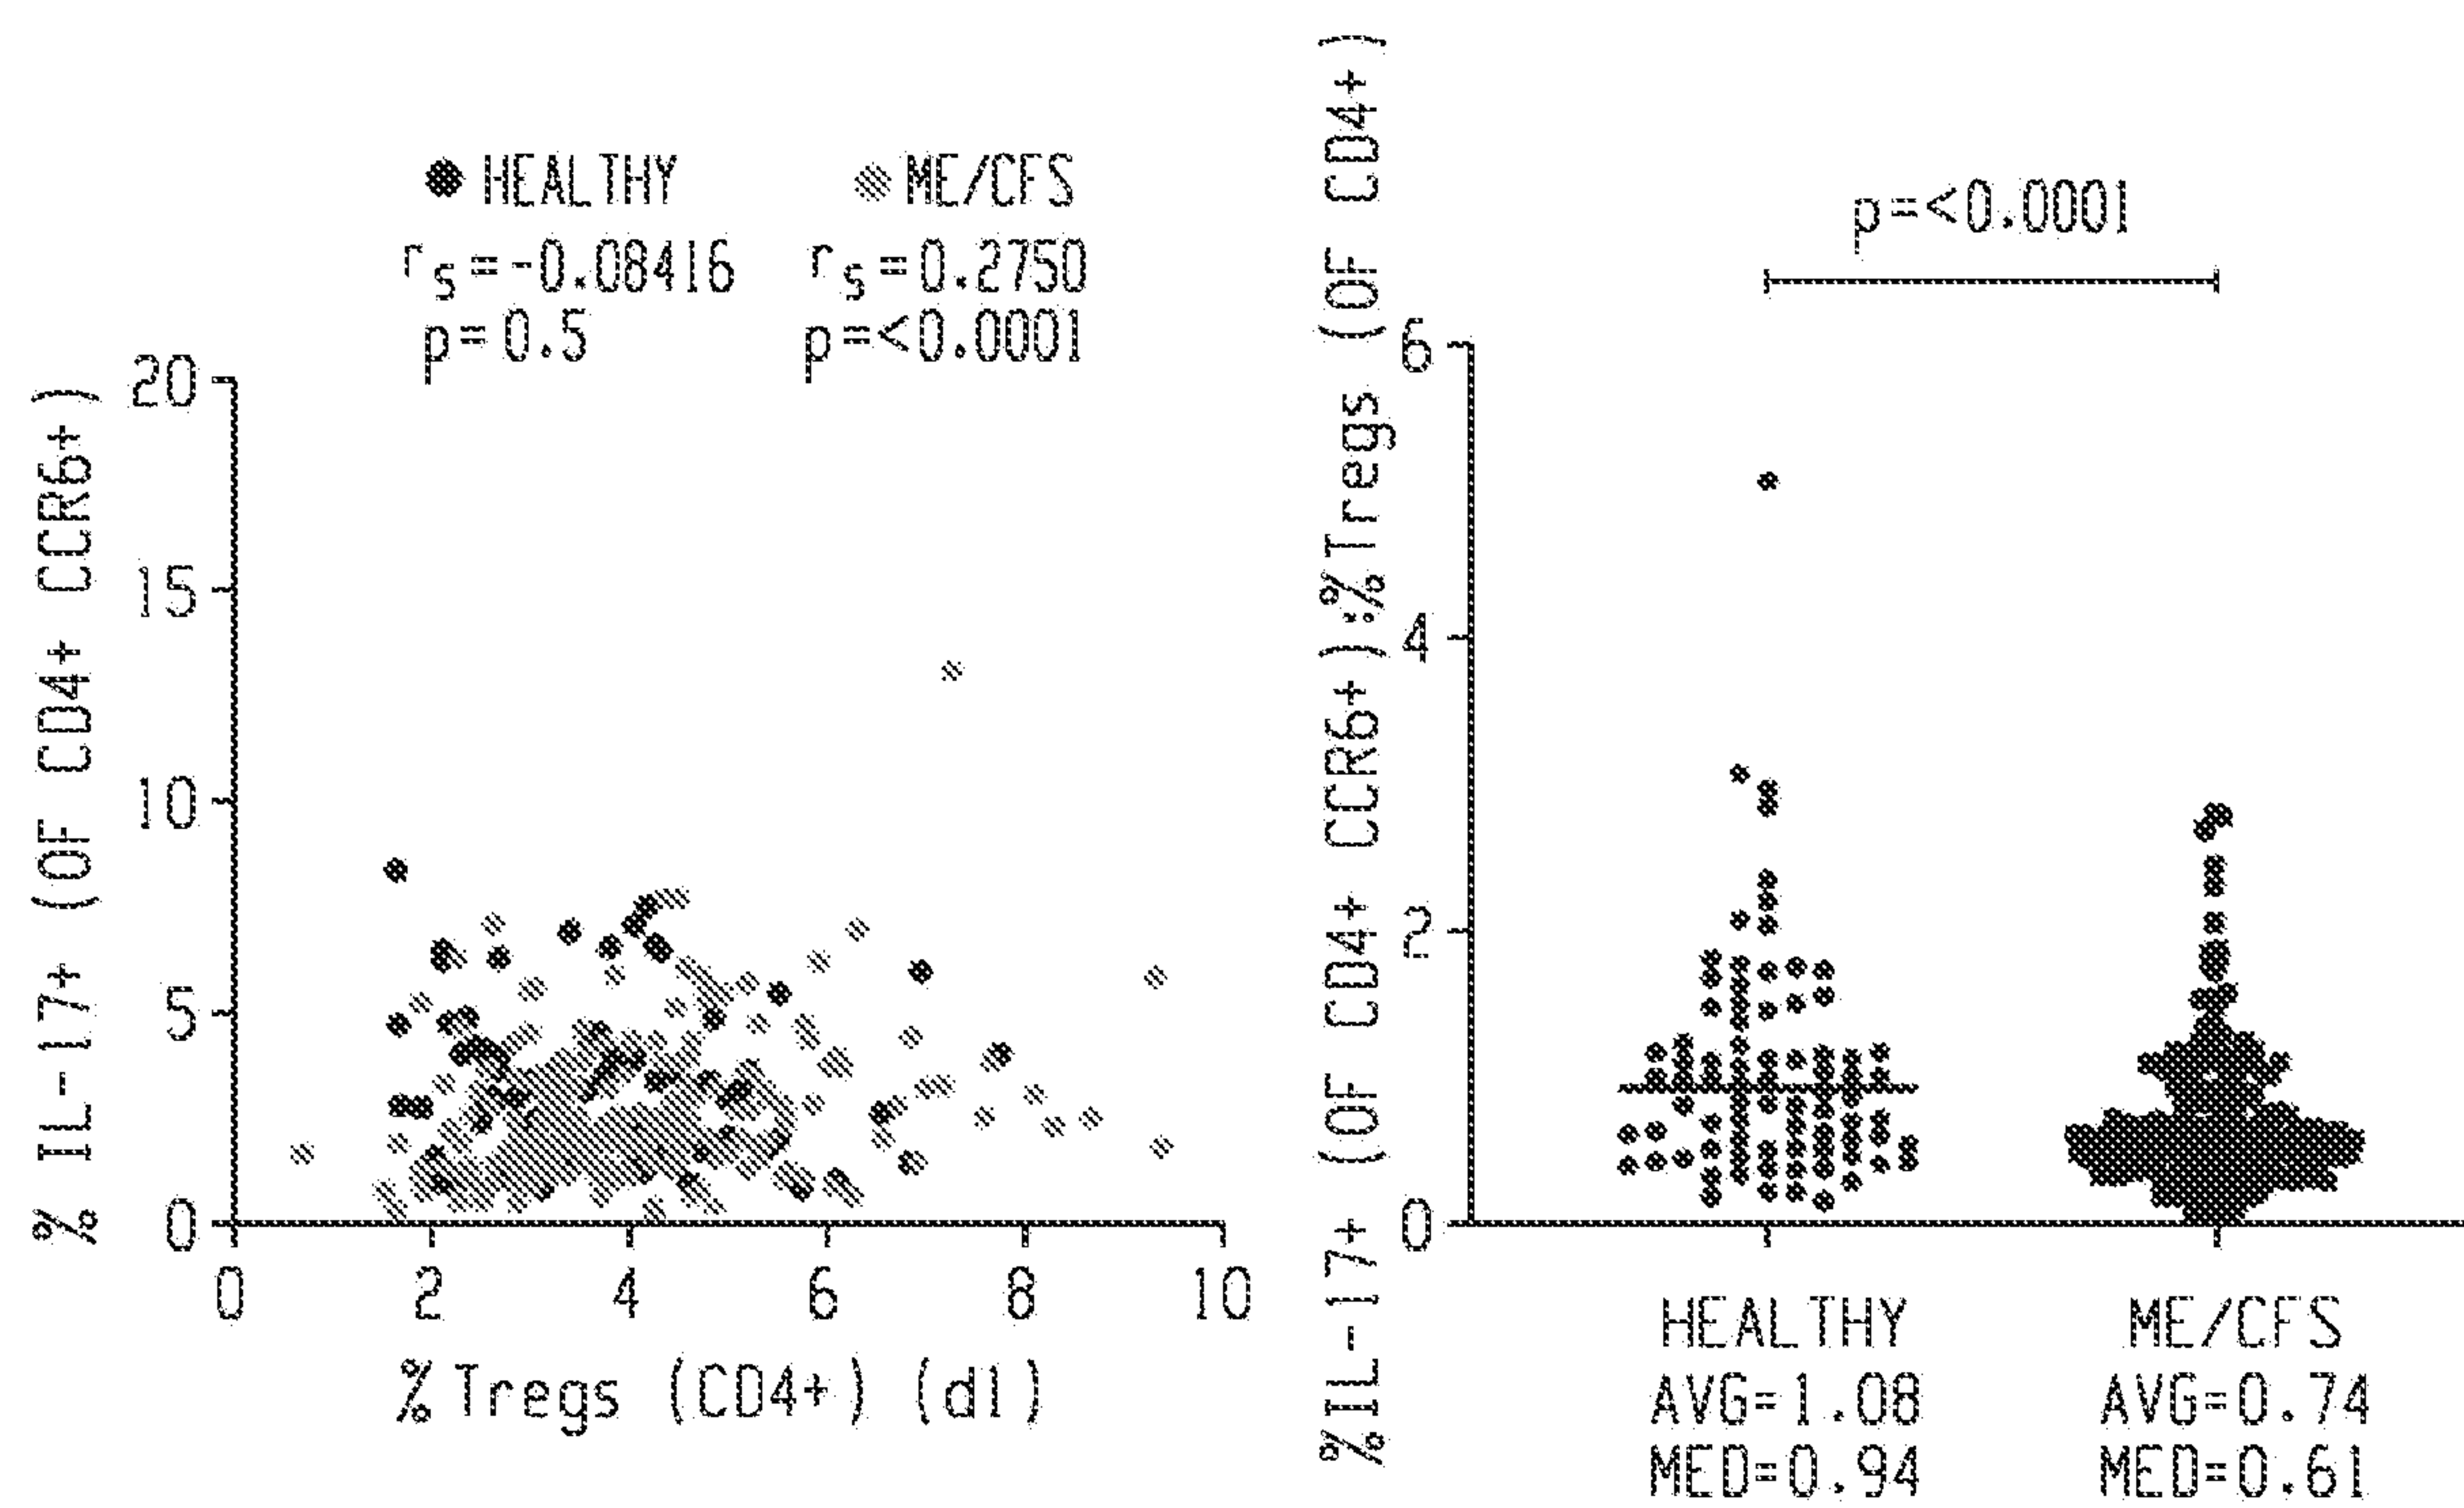 ● HEALTHY ● ME/CFS
rs=-0.08416 rs=0.2750
p=0.5 p=<0.0001
% IL-17+ (OF CD4+ CCR6+)
20
15
10
5
0
0 2 4 6 8 10
%Tregs (CD4+) (d1)
%IL-17+ (OF CD4+ CCR6+):%Tregs (OF CD4+)
p=<0.0001
6
4
2
0
HEALTHY ME/CFS
AVG=1.08 AVG=0.74
MED=0.94 MED=0.61